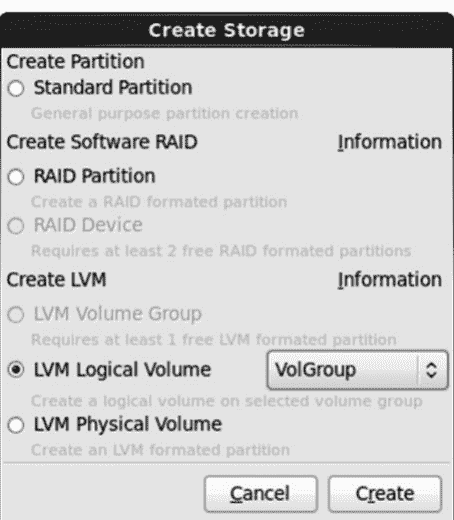 Create Storage
Create Partition
Standard Partition
General purpose partition creation
Create Software RAID Information
RAID Partition
Create a RAID formated partition
RAID Device
Requires at least 2 free RAID formated partitions
Create LVM Information
LVM Volume Group
Requires at least 1 free LVM formated partition
LVM Logical Volume VolGroup
Create a logical volume on selected volume group
LVM Physical Volume
Create an LVM formated partition
Cancel Create